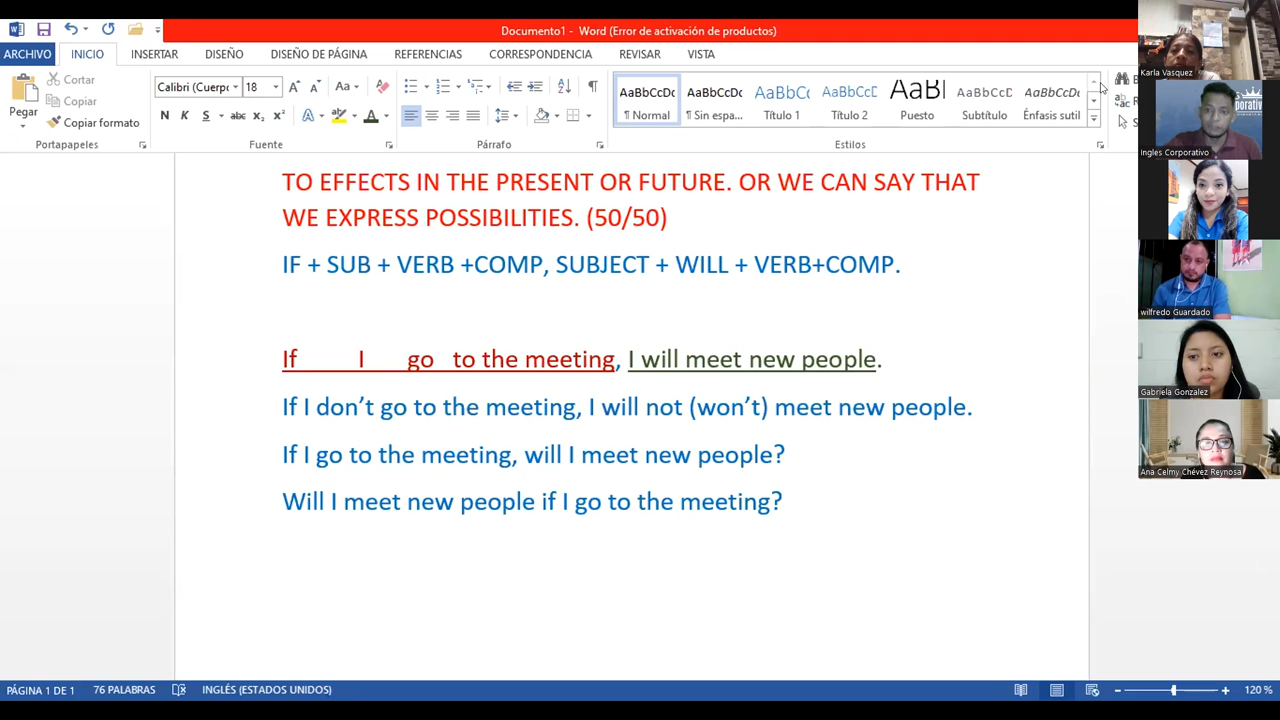 Documento1 - Word (Error de activación de productos)
ARCHIVO INICIO INSERTAR DISEÑO DISEÑO DE PÁGINA REFERENCIAS CORRESPONDENCIA REVISAR VISTA
Karla Vasquez
Pegar
Cortar
Copiar
Copiar formato
Calibri (Cuerpo 18
N K S abc x₂ x²
AaBbCcDc AaBbCcDc AaBbCc AaBbCcD AaBl AaBbCcD AaBbCcDc
¶ Normal ¶ Sin espa... Título 1 Título 2 Puesto Subtítulo Énfasis sutil
Portapapeles Fuente Párrafo Estilos
Ingles Corporativo
TO EFFECTS IN THE PRESENT OR FUTURE. OR WE CAN SAY THAT
WE EXPRESS POSSIBILITIES. (50/50)
IF + SUB + VERB +COMP, SUBJECT + WILL + VERB+COMP.
wilfredo Guardado
If I go to the meeting, I will meet new people.
If I don't go to the meeting, I will not (won't) meet new people.
Gabriela Gonzalez
If I go to the meeting, will I meet new people?
Ana Celmy Chévez Reynosa
Will I meet new people if I go to the meeting?
PÁGINA 1 DE 1 76 PALABRAS INGLÉS (ESTADOS UNIDOS) 120 %